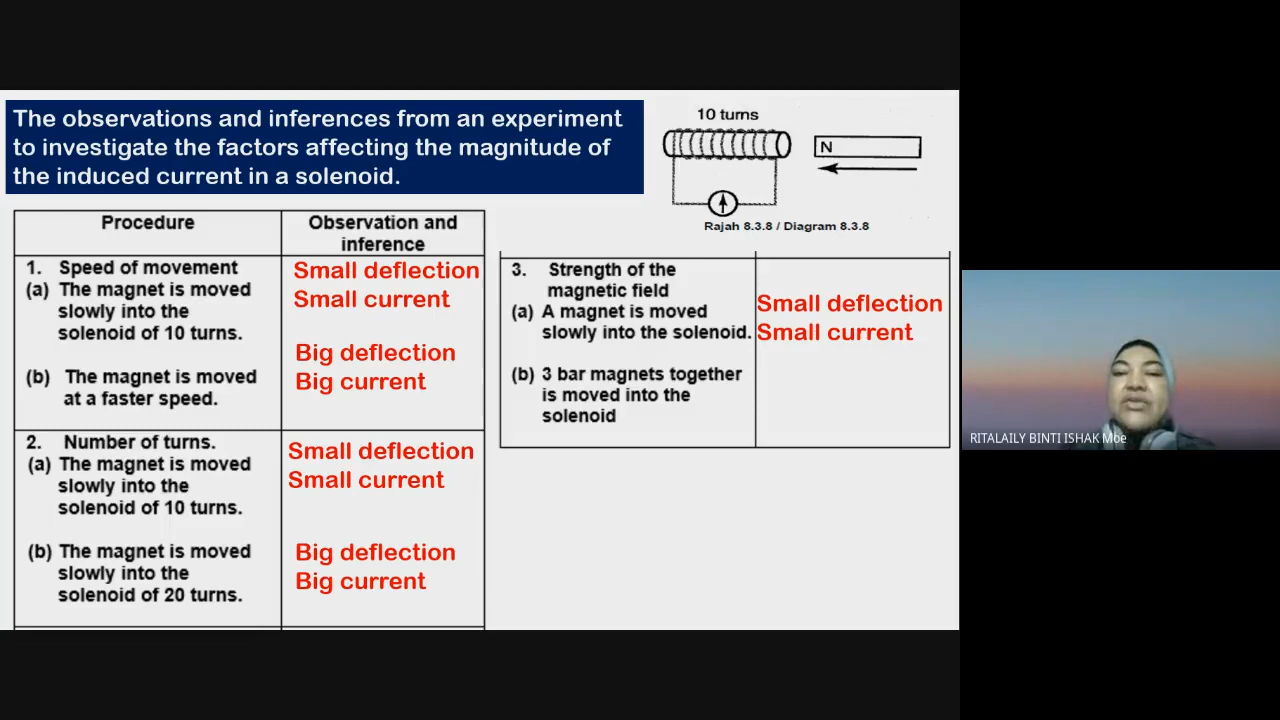 The observations and inferences from an experiment
to investigate the factors affecting the magnitude of
the induced current in a solenoid.
10 turns
N
Rajah 8.3.8 / Diagram 8.3.8
Procedure
Observation and
inference
1. Speed of movement
(a) The magnet is moved
slowly into the
solenoid of 10 turns.
Small deflection
Small current
(b) The magnet is moved
at a faster speed.
Big deflection
Big current
2. Number of turns.
(a) The magnet is moved
slowly into the
solenoid of 10 turns.
Small deflection
Small current
(b) The magnet is moved
slowly into the
solenoid of 20 turns.
Big deflection
Big current
3. Strength of the
magnetic field
(a) A magnet is moved
slowly into the solenoid.
Small deflection
Small current
(b) 3 bar magnets together
is moved into the
solenoid
RITALAILY BINTI ISHAK Moe